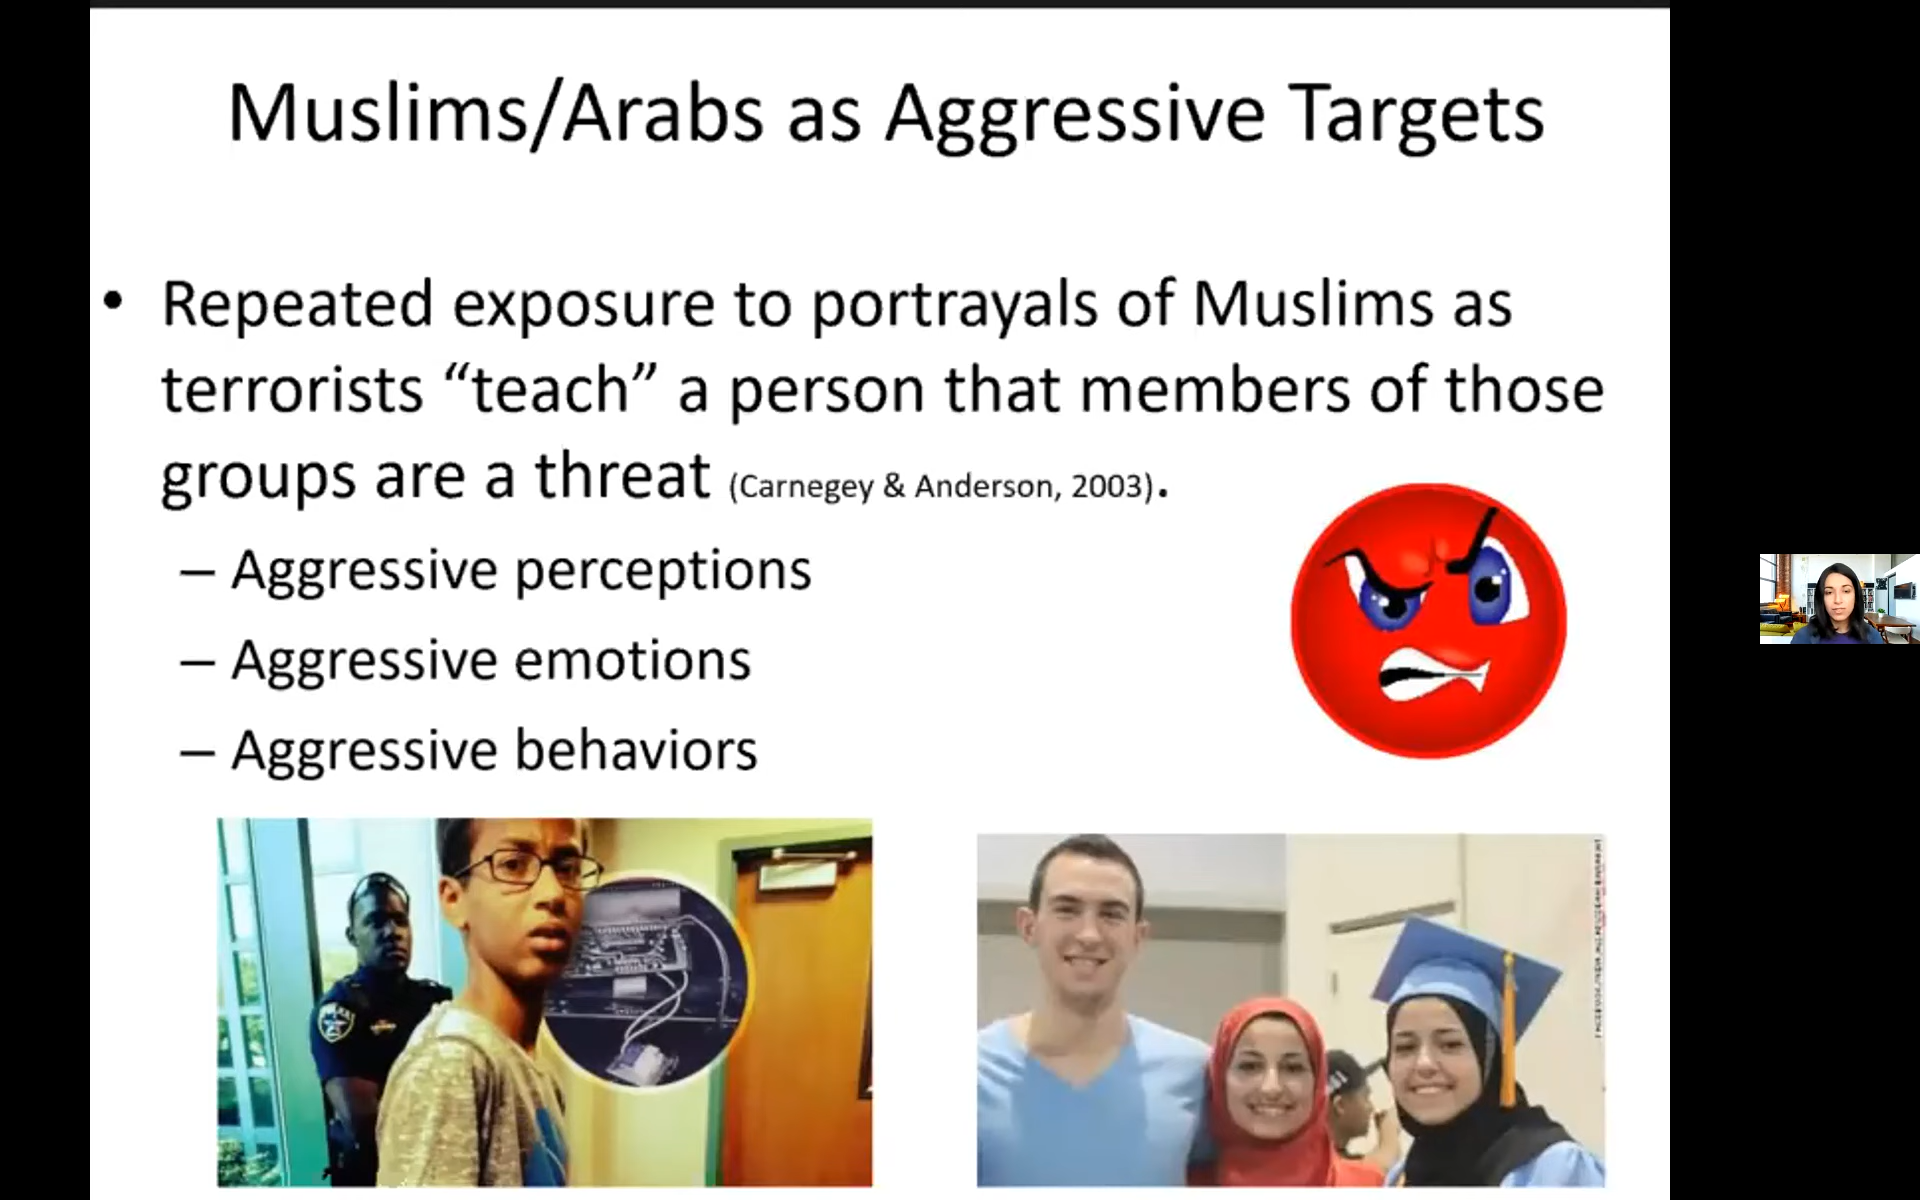 Muslims/Arabs as Aggressive Targets
• Repeated exposure to portrayals of Muslims as
terrorists “teach” a person that members of those
groups are a threat (Carnegey & Anderson, 2003).
– Aggressive perceptions
– Aggressive emotions
– Aggressive behaviors